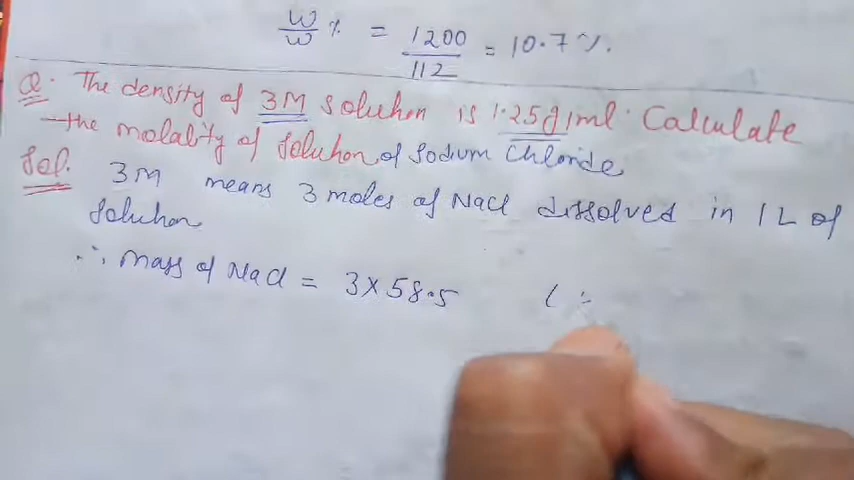 w/w % = 1200/112 = 10.7 %.
Q. The density of 3M solution is 1.25g/ml. Calculate
the molality of solution of Sodium Chloride.
Sol. 3M means 3 moles of NaCl dissolved in 1L of
solution.
∴ Mass of NaCl = 3×58.5 ( ∵